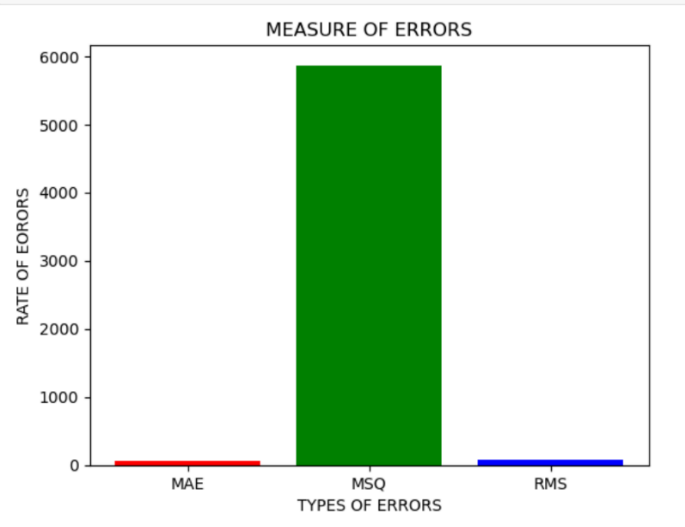 MEASURE OF ERRORS
RATE OF EORORS
6000
5000
4000
3000
2000
1000
0
MAE MSQ RMS
TYPES OF ERRORS